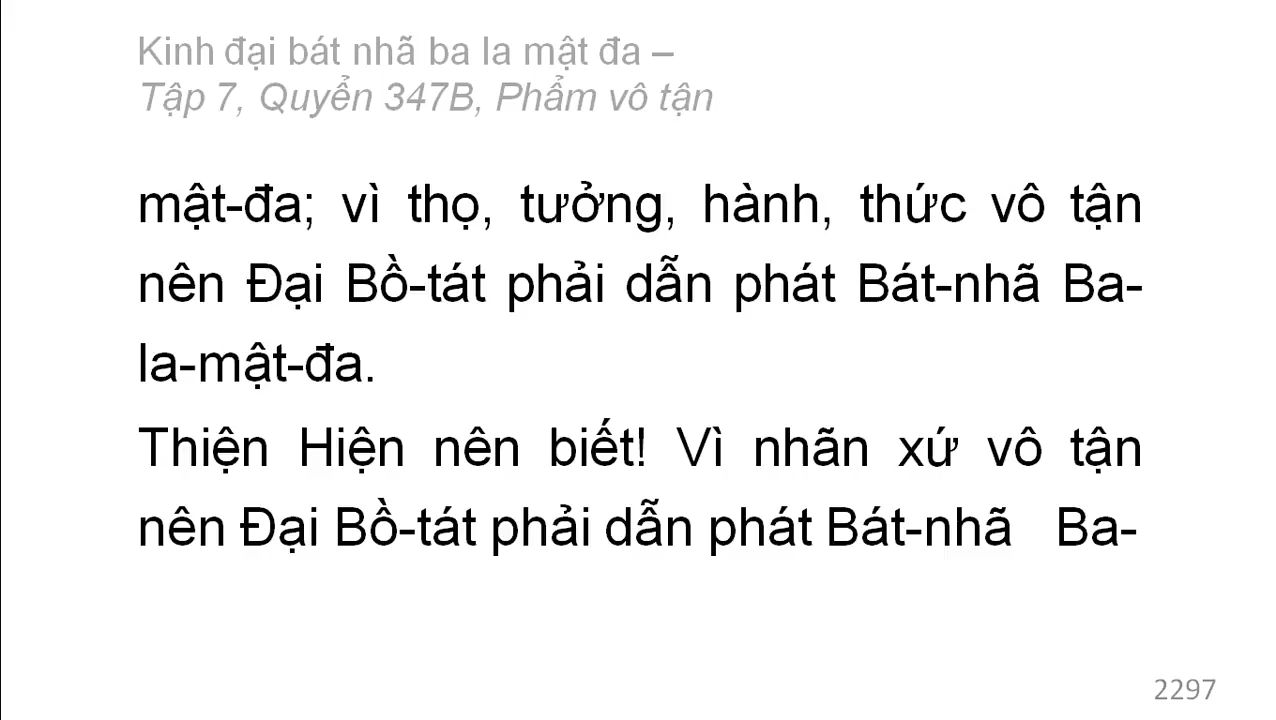 Kinh đại bát nhã ba la mật đa –
Tập 7, Quyển 347B, Phẩm vô tận
mật-đa; vì thọ, tưởng, hành, thức vô tận
nên Đại Bồ-tát phải dẫn phát Bát-nhã Ba-
la-mật-đa.
Thiện Hiện nên biết! Vì nhãn xứ vô tận
nên Đại Bồ-tát phải dẫn phát Bát-nhã Ba-
2297